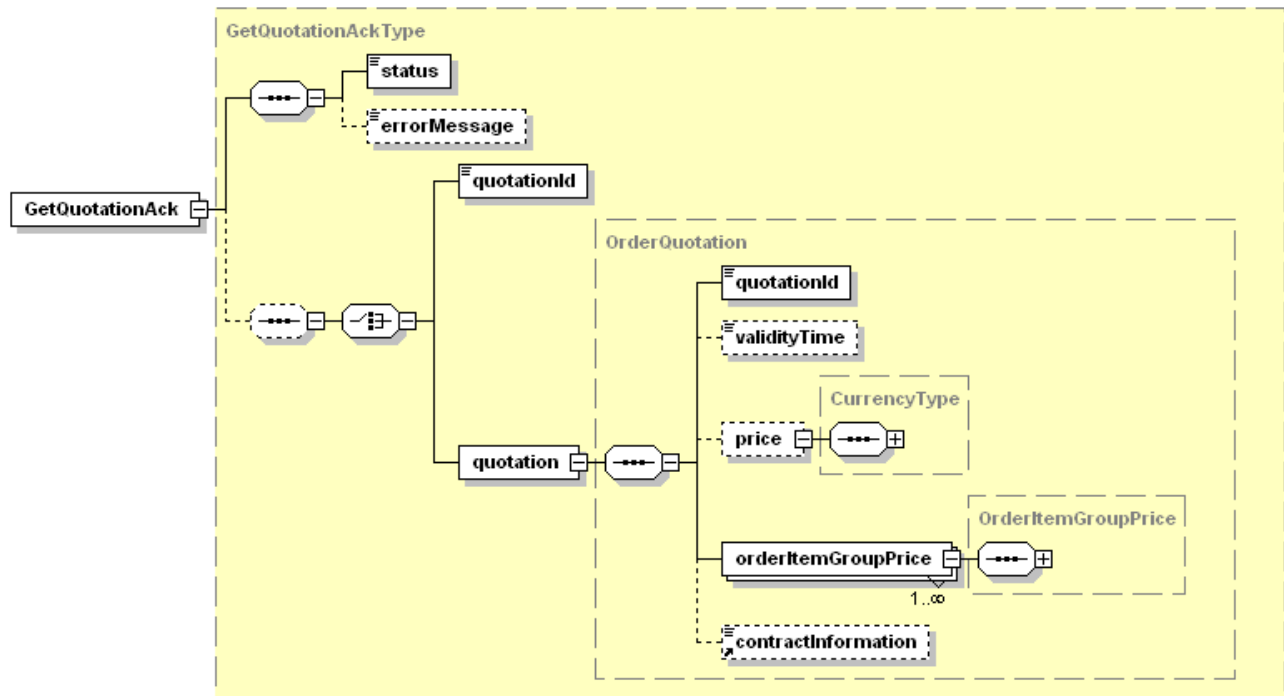 GetQuotationAckType
status
errorMessage
quotationId
GetQuotationAck
OrderQuotation
quotationId
validityTime
CurrencyType
price
quotation
OrderItemGroupPrice
orderItemGroupPrice
1..∞
contractInformation